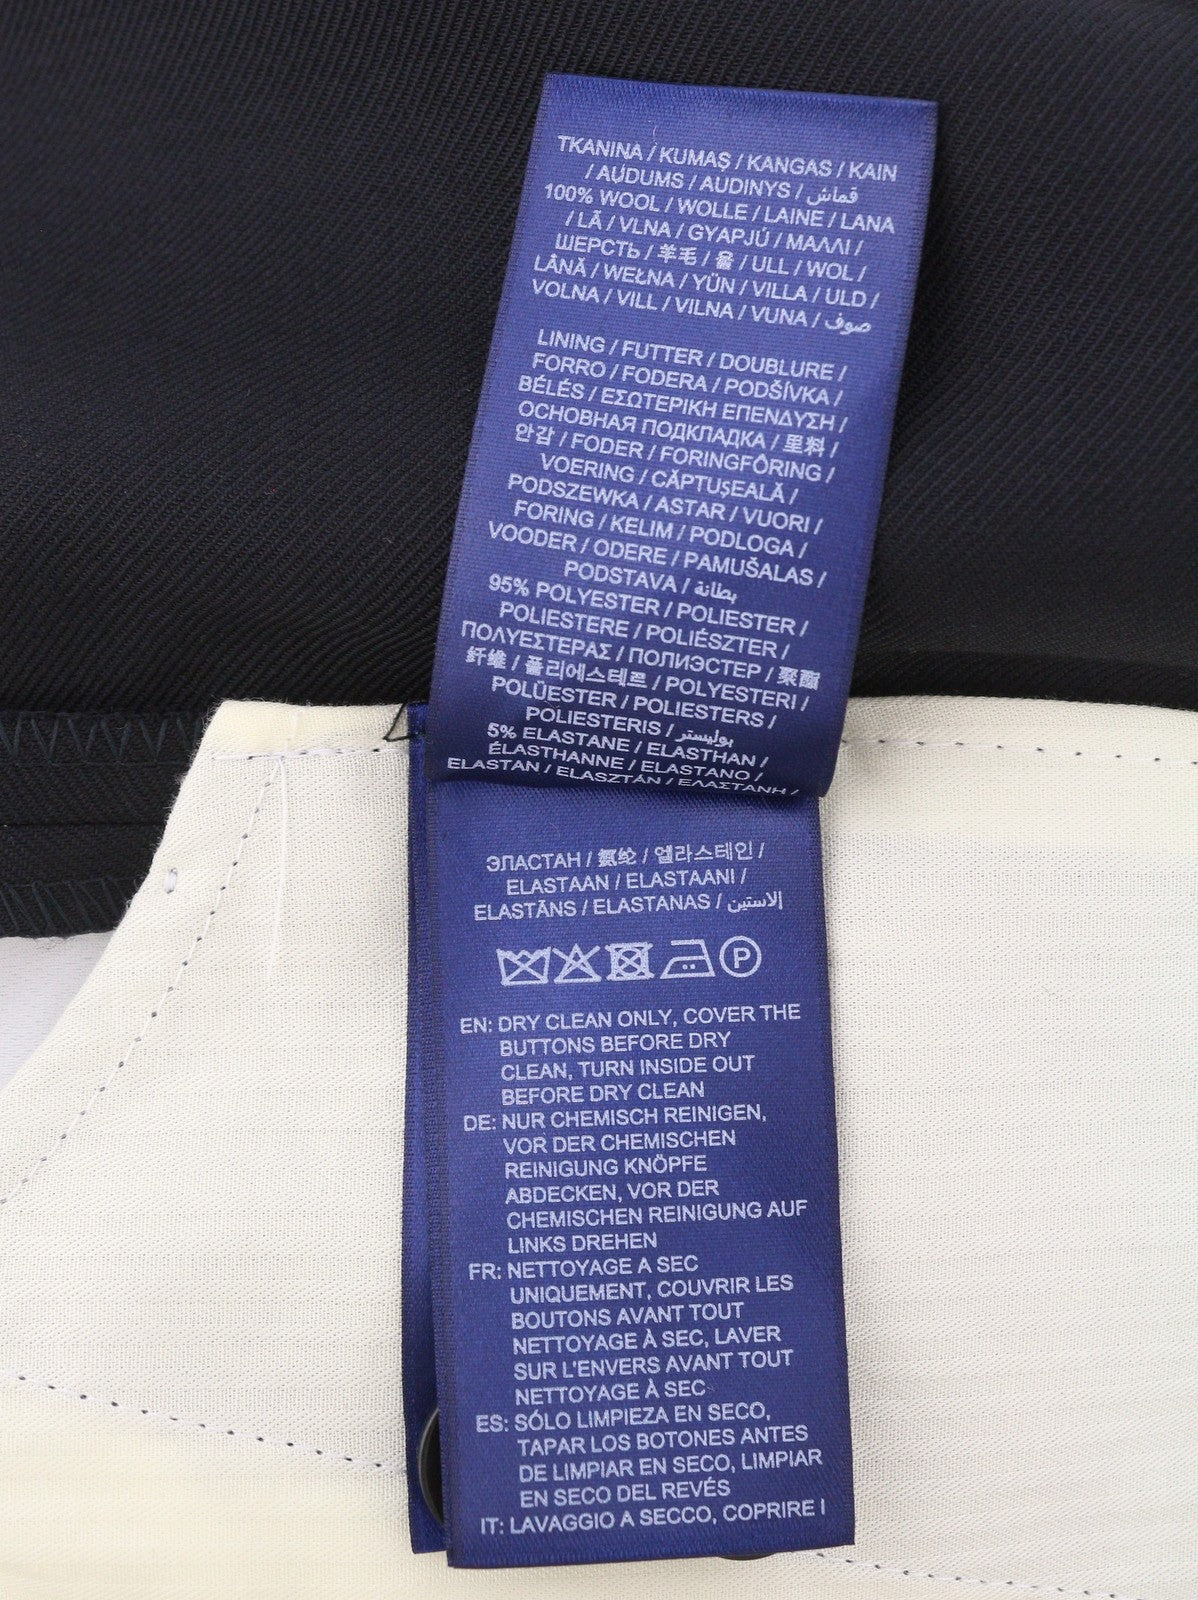 TKANINA / KUMAŞ / KANGAS / KAIN
/ AUDUMS / AUDINYS / قماش
100% WOOL / WOLLE / LAINE / LANA
/ LÃ / VLNA / GYAPJÚ / ΜΑΛΛΙ /
ШЕРСТЬ / 羊毛 / 울 / ULL / WOL /
LÂNĂ / WEŁNA / YÜN / VILLA / ULD /
VOLNA / VILL / VILNA / VUNA / صوف
LINING / FUTTER / DOUBLURE /
FORRO / FODERA / PODŠÍVKA /
BÉLÉS / ΕΣΩΤΕΡΙΚΗ ΕΠΕΝΔΥΣΗ /
ОСНОВНАЯ ПОДКЛАДКА / 里料 /
안감 / FODER / FORINGFÔRING /
VOERING / CĂPTUŞEALĂ /
PODSZEWKA / ASTAR / VUORI /
FORING / KELIM / PODLOGA /
VOODER / ODERE / PAMUŠALAS /
PODSTAVA / بطانة
95% POLYESTER / POLIESTER /
POLIESTERE / POLIÉSZTER /
ΠΟΛΥΕΣΤΕΡΑΣ / ПОЛИЭСТЕР / 聚酯
纤维 / 폴리에스테르 / POLYESTERI /
POLÜESTER / POLIESTERS /
POLIESTERIS / بوليستر
5% ELASTANE / ELASTHAN /
ÉLASTHANNE / ELASTANO /
ELASTAN / ELASZTÁN / ΕΛΑΣΤΑΝΗ /
ЭЛАСТАН / 氨纶 / 엘라스테인 /
ELASTAAN / ELASTAANI /
ELASTĀNS / ELASTANAS / إلاستين
P
EN: DRY CLEAN ONLY, COVER THE
BUTTONS BEFORE DRY
CLEAN, TURN INSIDE OUT
BEFORE DRY CLEAN
DE: NUR CHEMISCH REINIGEN,
VOR DER CHEMISCHEN
REINIGUNG KNÖPFE
ABDECKEN, VOR DER
CHEMISCHEN REINIGUNG AUF
LINKS DREHEN
FR: NETTOYAGE A SEC
UNIQUEMENT, COUVRIR LES
BOUTONS AVANT TOUT
NETTOYAGE À SEC, LAVER
SUR L'ENVERS AVANT TOUT
NETTOYAGE À SEC
ES: SÓLO LIMPIEZA EN SECO,
TAPAR LOS BOTONES ANTES
DE LIMPIAR EN SECO, LIMPIAR
EN SECO DEL REVÉS
IT: LAVAGGIO A SECCO, COPRIRE I